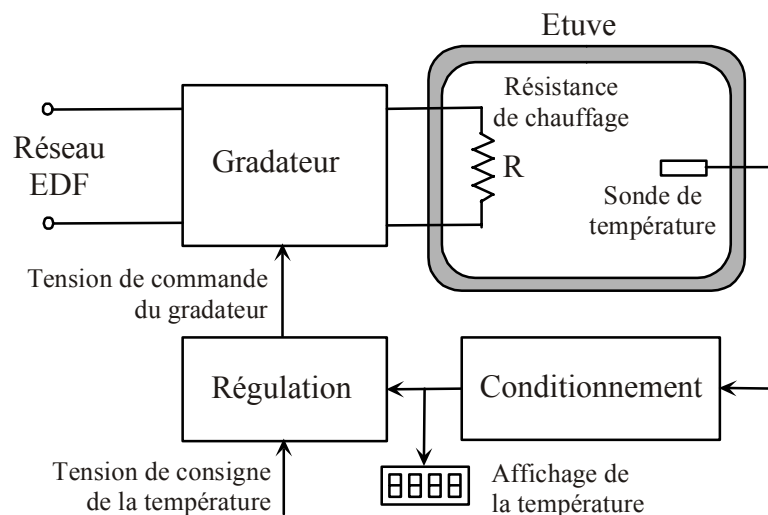 Etuve
Résistance
de chauffage
Réseau
EDF
Gradateur
R
Sonde de
température
Tension de commande
du gradateur
Régulation
Conditionnement
Tension de consigne
de la température
8888
Affichage de
la température